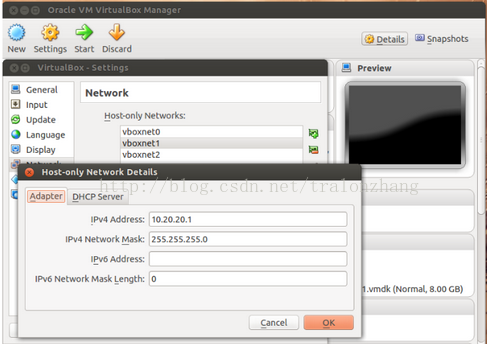 Oracle VM VirtualBox Manager
New Settings Start Discard
Details Snapshots
VirtualBox - Settings
Preview
General
Input
Update
Language
Display
Network
Network
Host-only Networks:
vboxnet0
vboxnet1
vboxnet2
Host-only Network Details
http://blog.csdn.net/tralonzhang
Adapter DHCP Server
IPv4 Address: 10.20.20.1
IPv4 Network Mask: 255.255.255.0
IPv6 Address:
IPv6 Network Mask Length: 0
1.vmdk (Normal, 8.00 GB)
Cancel OK